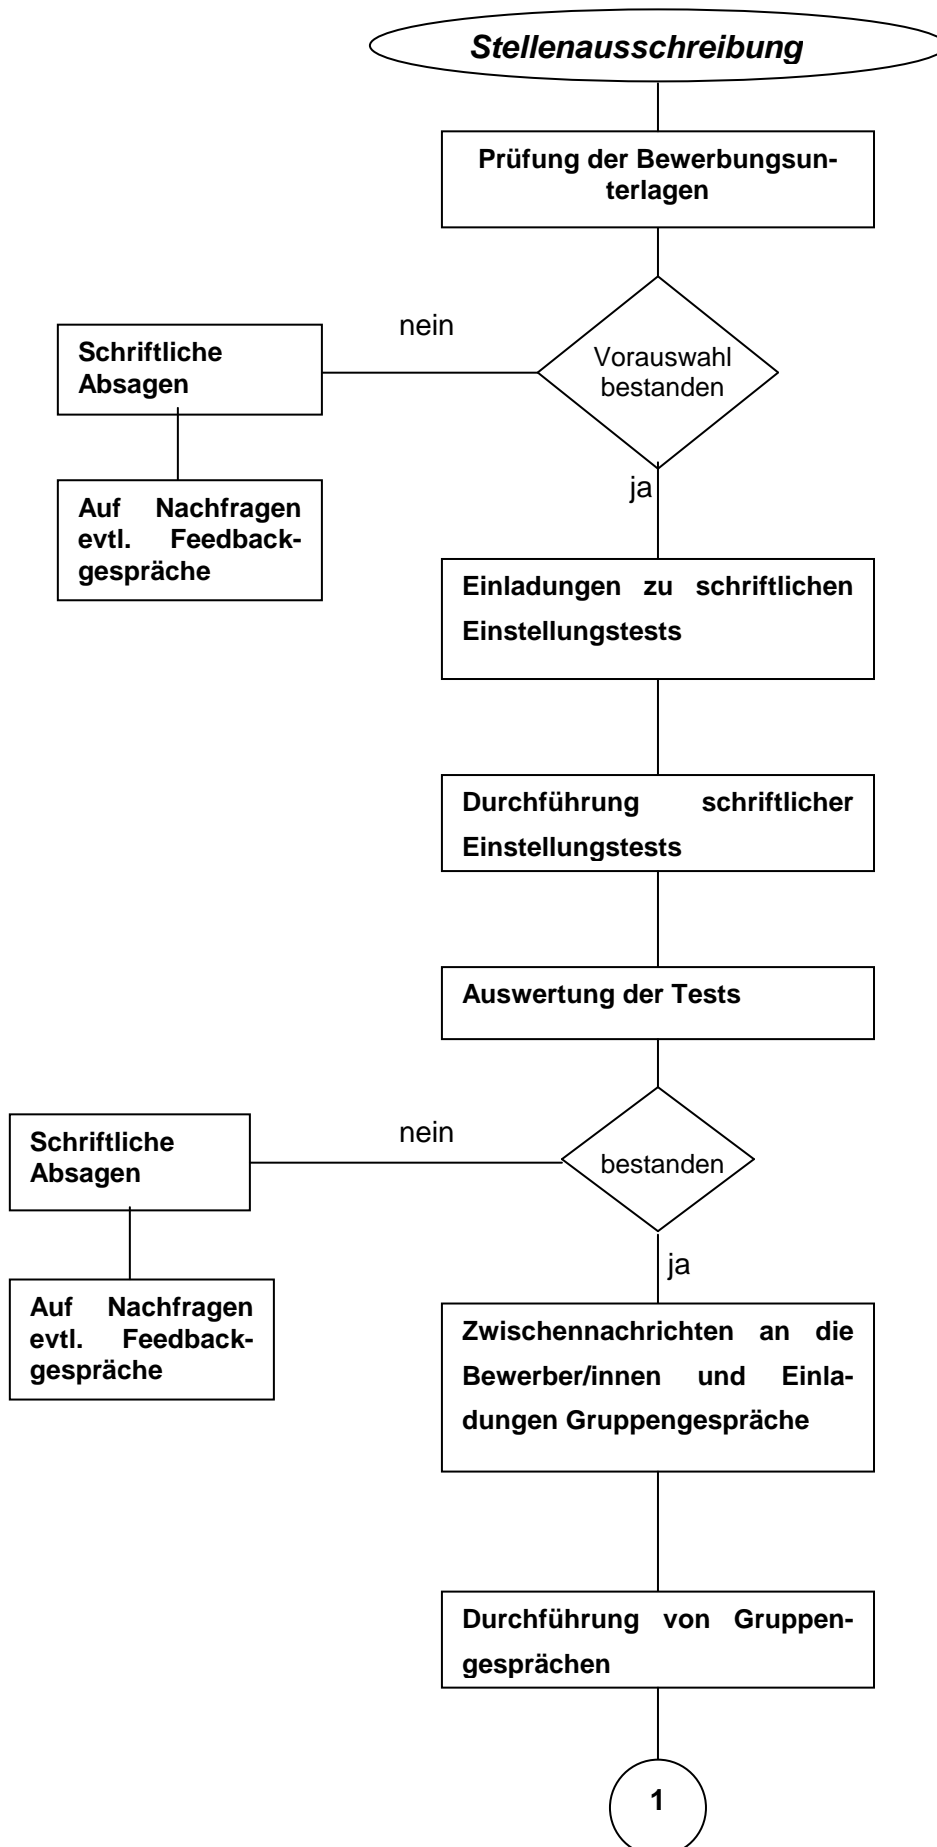 Stellenausschreibung
Prüfung der Bewerbungsun-
terlagen
nein
Vorauswahl
bestanden
Schriftliche
Absagen
ja
Auf Nachfragen
evtl. Feedback-
gespräche
Einladungen zu schriftlichen
Einstellungstests
Durchführung schriftlicher
Einstellungstests
Auswertung der Tests
nein
bestanden
Schriftliche
Absagen
ja
Auf Nachfragen
evtl. Feedback-
gespräche
Zwischennachrichten an die
Bewerber/innen und Einla-
dungen Gruppengespräche
Durchführung von Gruppen-
gesprächen
1